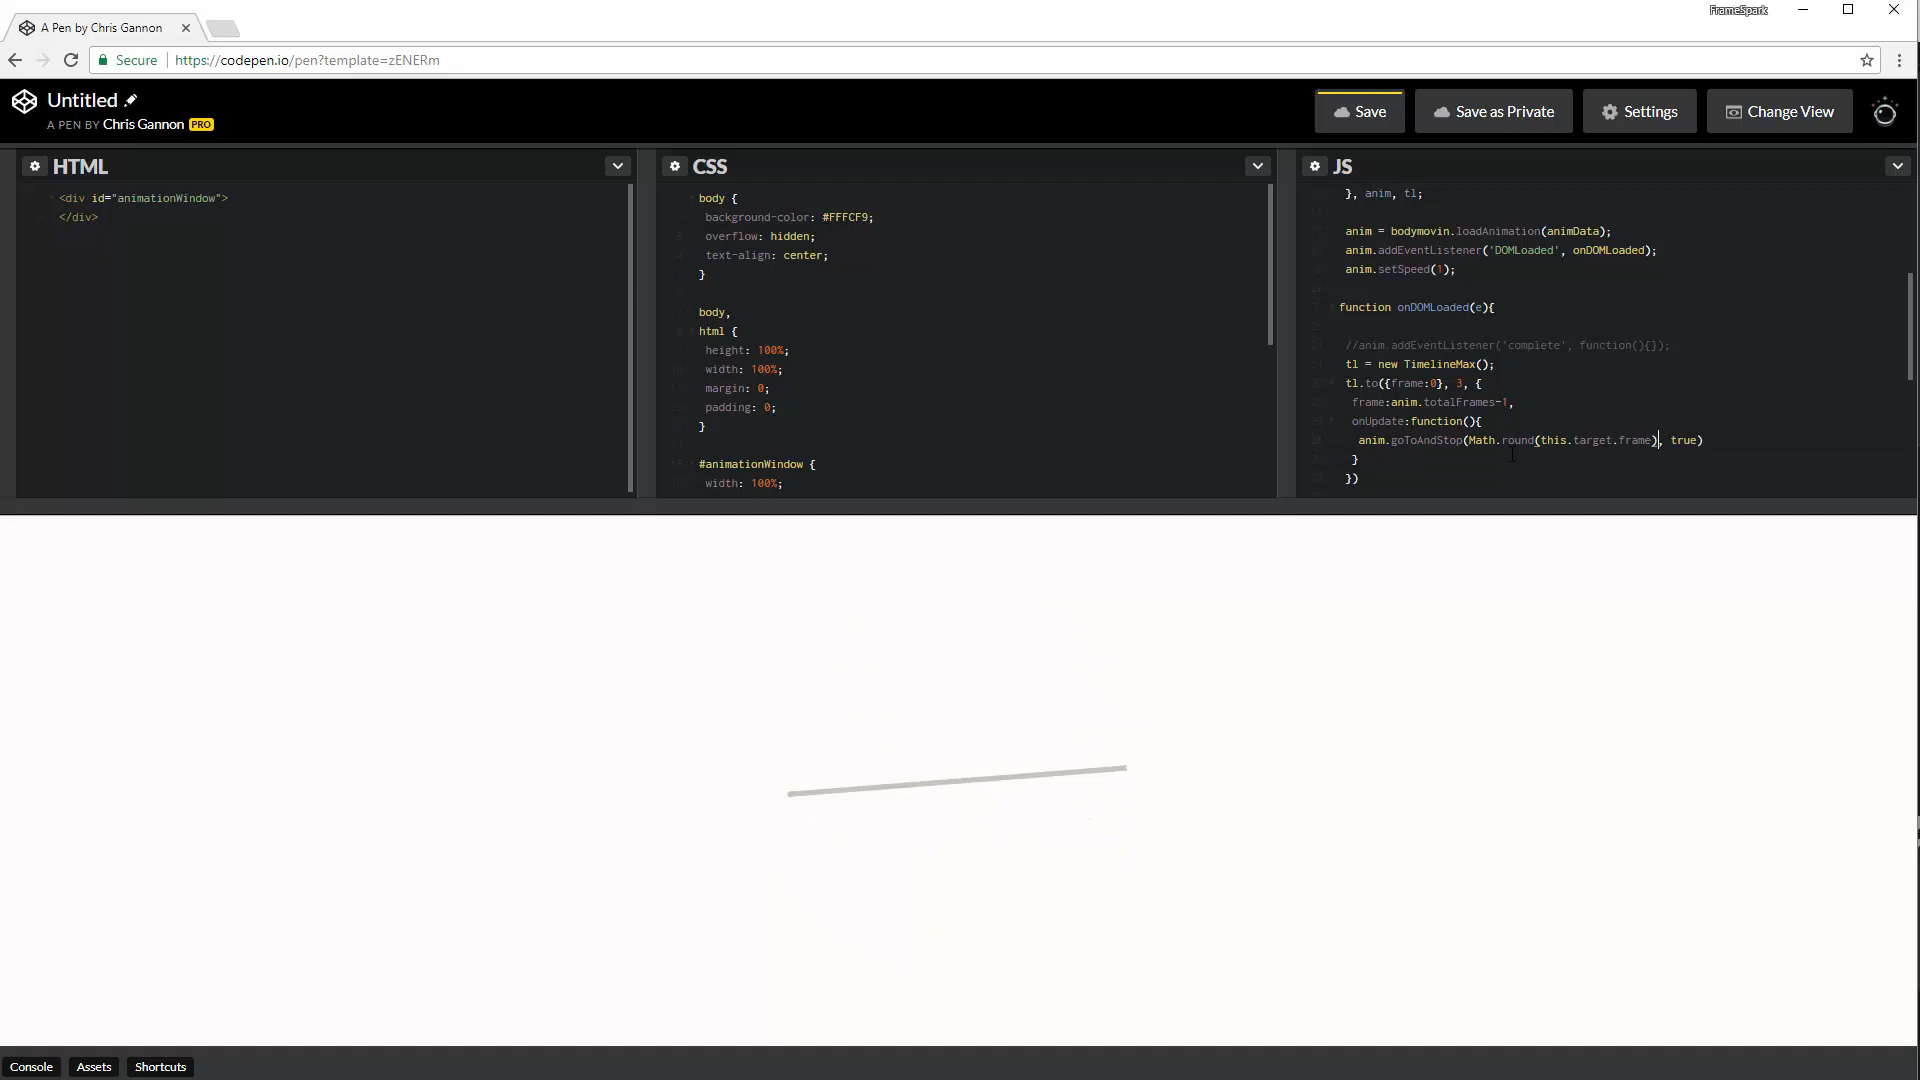 FrameSpark
A Pen by Chris Gannon
Secure https://codepen.io/pen?template=zENERm
Untitled
A PEN BY Chris Gannon PRO
Save
Save as Private
Settings
Change View
HTML
<div id="animationWindow">
</div>
CSS
body {
background-color: #FFFCF9;
overflow: hidden;
text-align: center;
}
body,
html {
height: 100%;
width: 100%;
margin: 0;
padding: 0;
}
#animationWindow {
width: 100%;
JS
}, anim, tl;
anim = bodymovin.loadAnimation(animData);
anim.addEventListener('DOMLoaded', onDOMLoaded);
anim.setSpeed(1);
function onDOMLoaded(e){
//anim.addEventListener('complete', function(){});
tl = new TimelineMax();
tl.to({frame:0}, 3, {
frame:anim.totalFrames-1,
onUpdate:function(){
anim.goToAndStop(Math.round(this.target.frame), true)
}
})
Console
Assets
Shortcuts